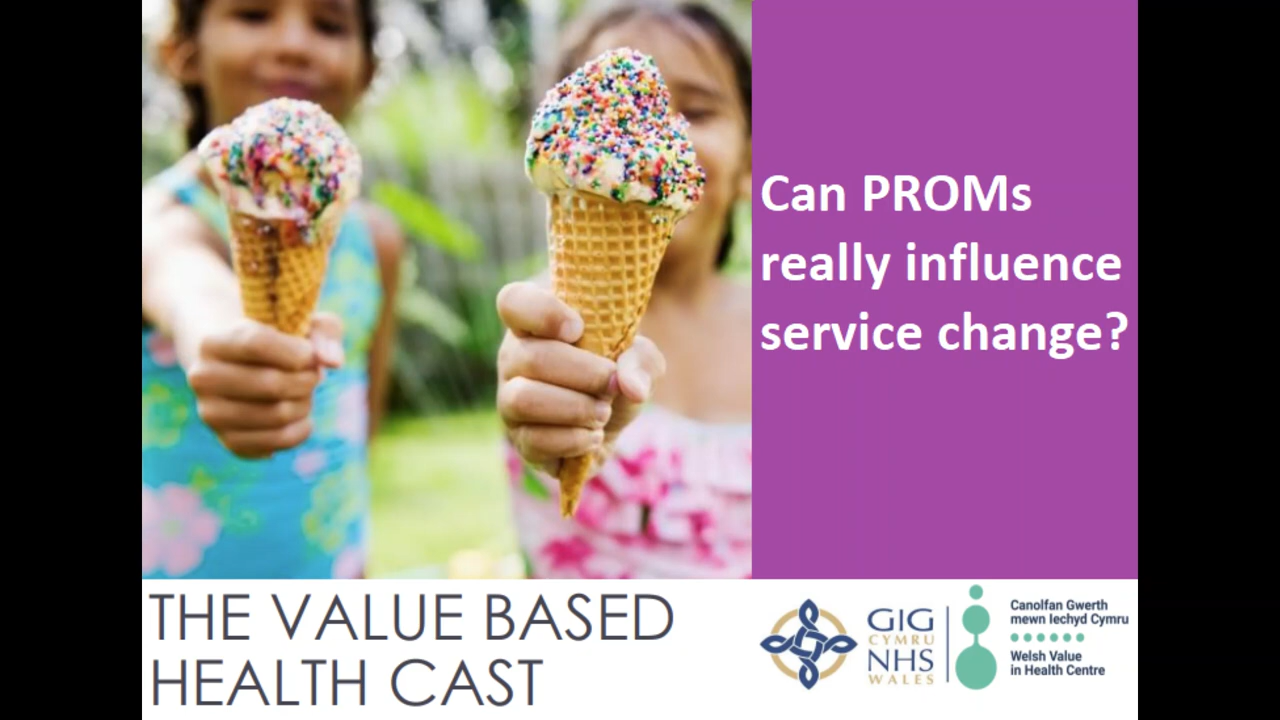 Can PROMs
really influence
service change?
THE VALUE BASED
HEALTH CAST
GIG
CYMRU
NHS
WALES
Canolfan Gwerth
mewn Iechyd Cymru
Welsh Value
in Health Centre